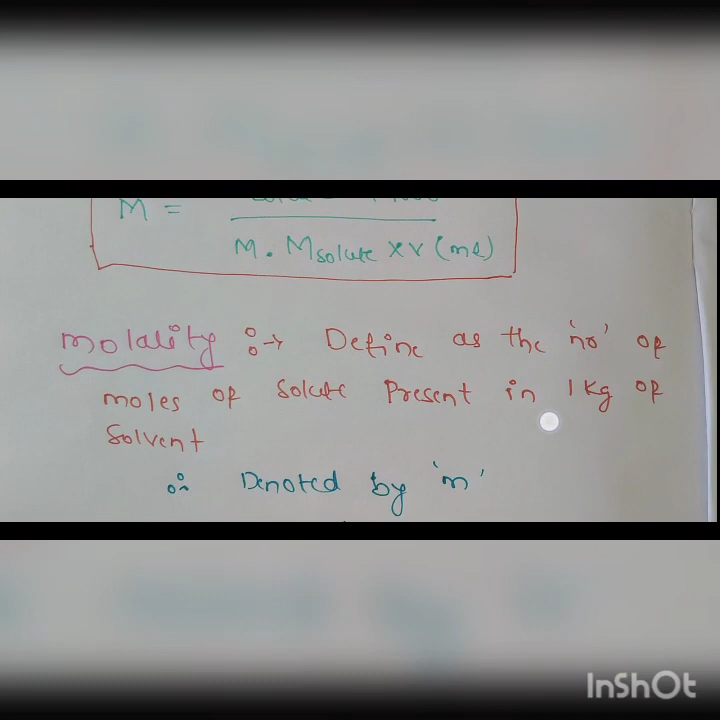 M =
M. Msolute x V (ml)
molality :→ Define as the 'no' of
moles of solute Present in 1 kg of
Solvent
Denoted by 'm'
InShOt